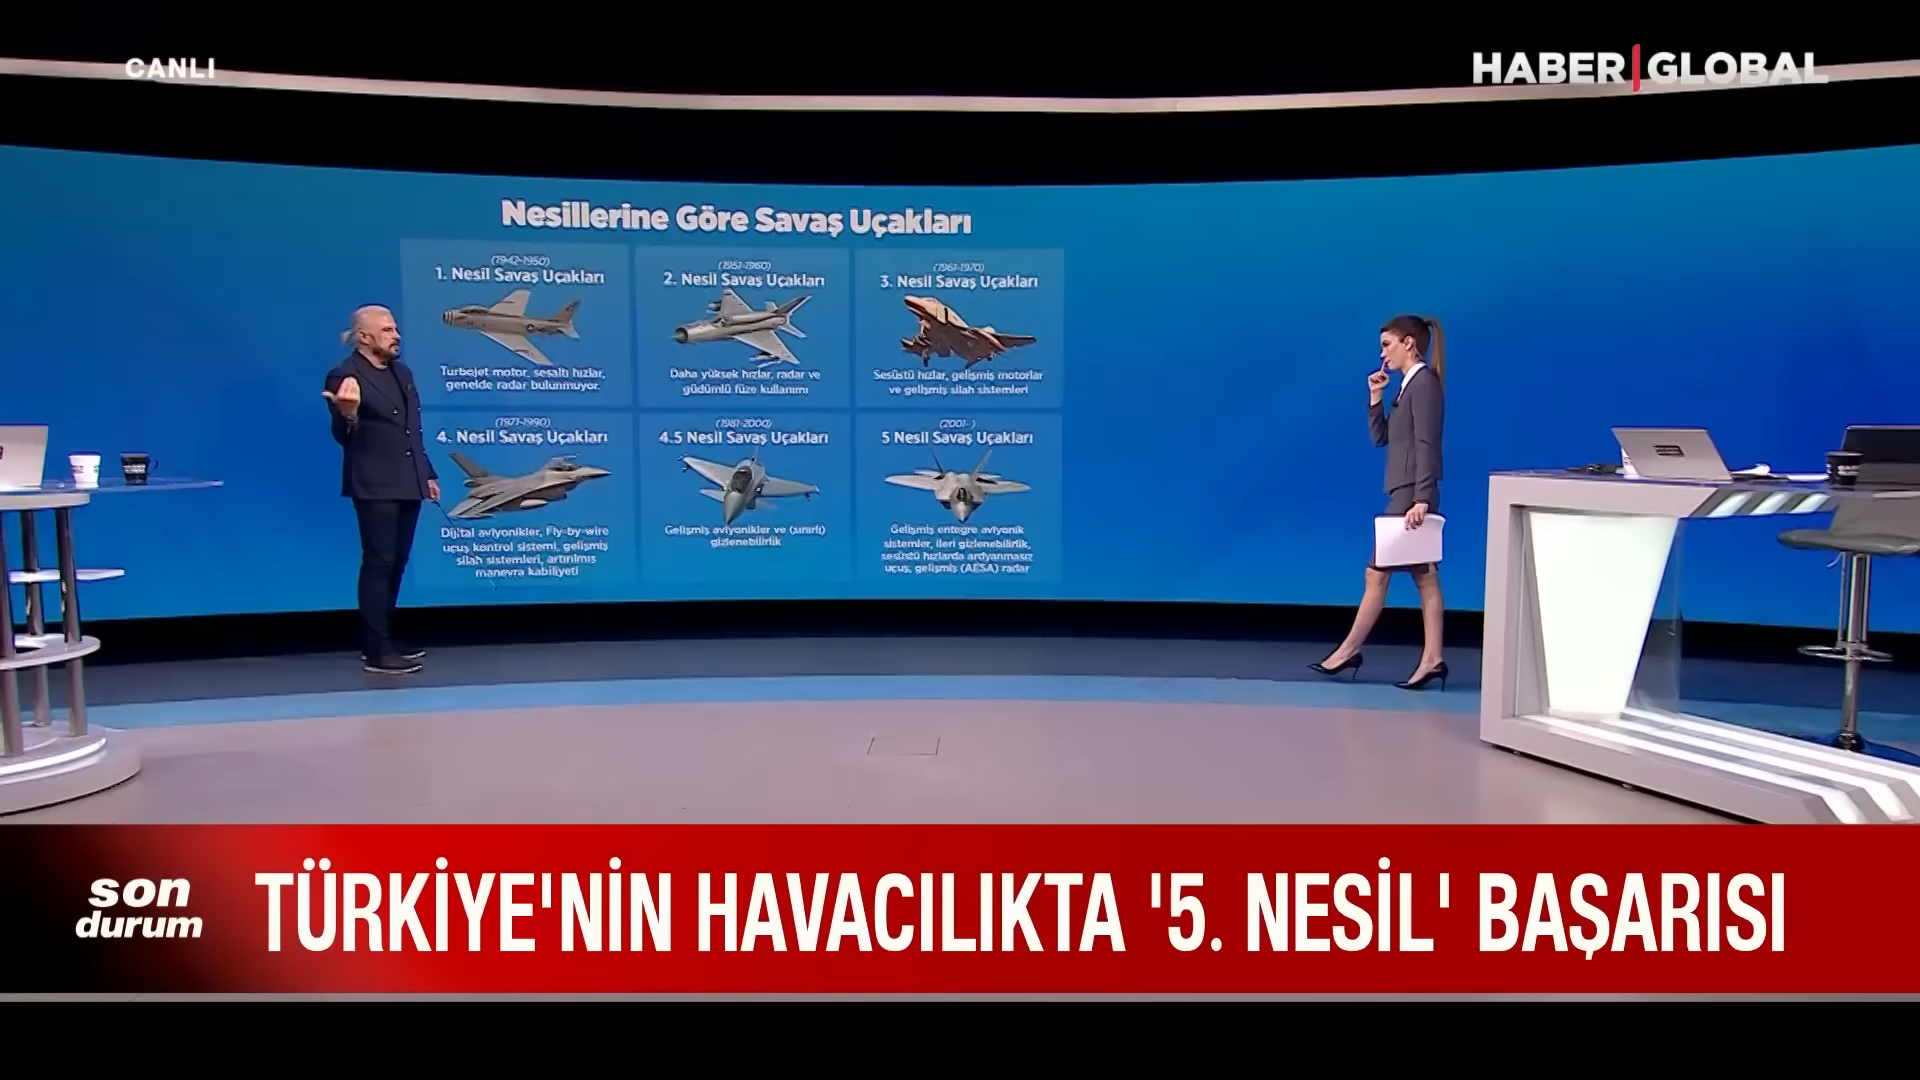 CANLI
HABER GLOBAL
Nesillerine Göre Savaş Uçakları
(1942-1950)
1. Nesil Savaş Uçakları
Turbojet motor, sesaltı hızlar,
genelde radar bulunmuyor.
(1951-1960)
2. Nesil Savaş Uçakları
Daha yüksek hızlar, radar ve
güdümlü füze kullanımı
(1961-1970)
3. Nesil Savaş Uçakları
Sesüstü hızlar, gelişmiş motorlar
ve gelişmiş silah sistemleri
(1971-1990)
4. Nesil Savaş Uçakları
Dijital aviyonikler, Fly-by-wire
uçuş kontrol sistemi, gelişmiş
silah sistemleri, artırılmış
manevra kabiliyeti
(1981-2000)
4.5 Nesil Savaş Uçakları
Gelişmiş aviyonikler ve (sınırlı)
gizlenebilirlik
(2001- )
5 Nesil Savaş Uçakları
Gelişmiş entegre aviyonik
sistemler, ileri gizlenebilirlik,
sesüstü hızlarda ardyanmasız
uçuş, gelişmiş (AESA) radar
son
durum
TÜRKİYE'NİN HAVACILIKTA '5. NESİL' BAŞARISI